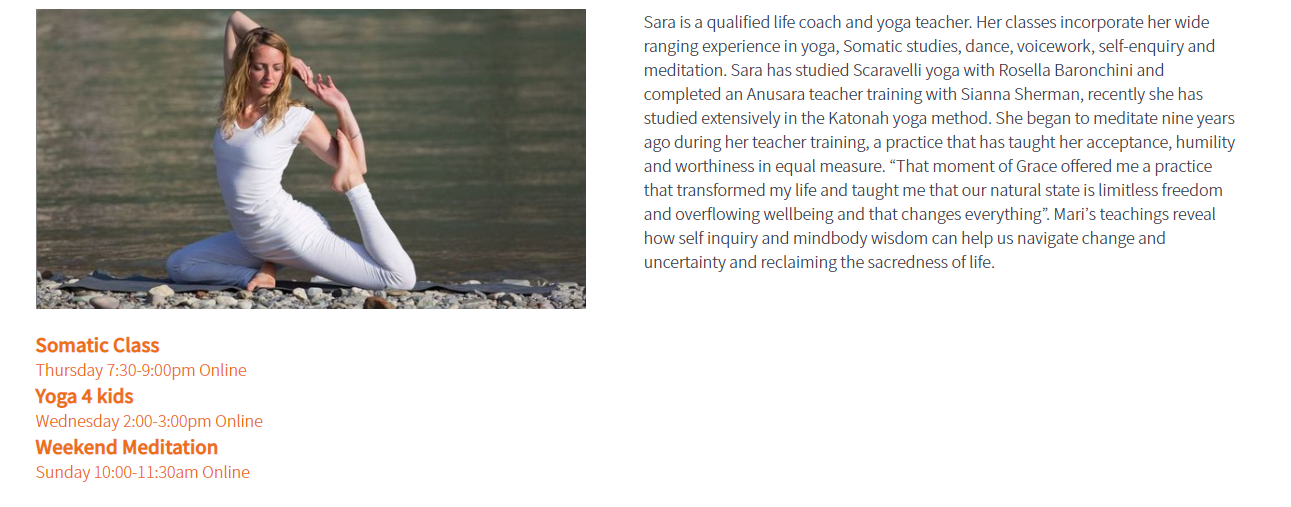 Sara is a qualified life coach and yoga teacher. Her classes incorporate her wide
ranging experience in yoga, Somatic studies, dance, voicework, self-enquiry and
meditation. Sara has studied Scaravelli yoga with Rosella Baronchini and
completed an Anusara teacher training with Sianna Sherman, recently she has
studied extensively in the Katonah yoga method. She began to meditate nine years
ago during her teacher training, a practice that has taught her acceptance, humility
and worthiness in equal measure. “That moment of Grace offered me a practice
that transformed my life and taught me that our natural state is limitless freedom
and overflowing wellbeing and that changes everything”. Mari’s teachings reveal
how self inquiry and mindbody wisdom can help us navigate change and
uncertainty and reclaiming the sacredness of life.
Somatic Class
Thursday 7:30-9:00pm Online
Yoga 4 kids
Wednesday 2:00-3:00pm Online
Weekend Meditation
Sunday 10:00-11:30am Online